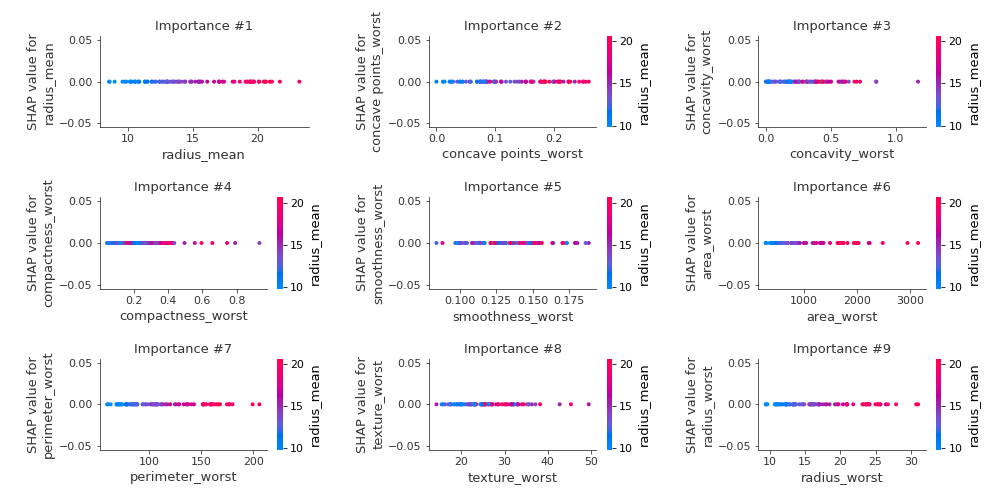 Importance #1
0.05
0.00
−0.05
SHAP value for
radius_mean
10
15
20
radius_mean
Importance #2
0.05
0.00
−0.05
SHAP value for
concave points_worst
0.0
0.1
0.2
concave points_worst
20
15
10
radius_mean
Importance #3
0.05
0.00
−0.05
SHAP value for
concavity_worst
0.0
0.5
1.0
concavity_worst
20
15
10
radius_mean
Importance #4
0.05
0.00
−0.05
SHAP value for
compactness_worst
0.2
0.4
0.6
0.8
compactness_worst
20
15
10
radius_mean
Importance #5
0.05
0.00
−0.05
SHAP value for
smoothness_worst
0.100
0.125
0.150
0.175
smoothness_worst
20
15
10
radius_mean
Importance #6
0.05
0.00
−0.05
SHAP value for
area_worst
1000
2000
3000
area_worst
20
15
10
radius_mean
Importance #7
0.05
0.00
−0.05
SHAP value for
perimeter_worst
100
150
200
perimeter_worst
20
15
10
radius_mean
Importance #8
0.05
0.00
−0.05
SHAP value for
texture_worst
20
30
40
50
texture_worst
20
15
10
radius_mean
Importance #9
0.05
0.00
−0.05
SHAP value for
radius_worst
10
15
20
25
30
radius_worst
20
15
10
radius_mean